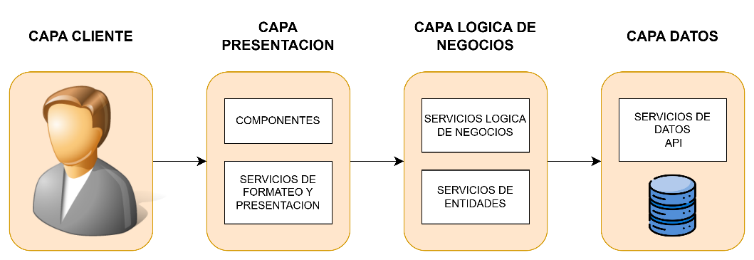 CAPA CLIENTE
CAPA
PRESENTACION
CAPA LOGICA DE
NEGOCIOS
CAPA DATOS
COMPONENTES
SERVICIOS DE
FORMATEO Y
PRESENTACION
SERVICIOS LOGICA
DE NEGOCIOS
SERVICIOS DE
ENTIDADES
SERVICIOS DE
DATOS
API